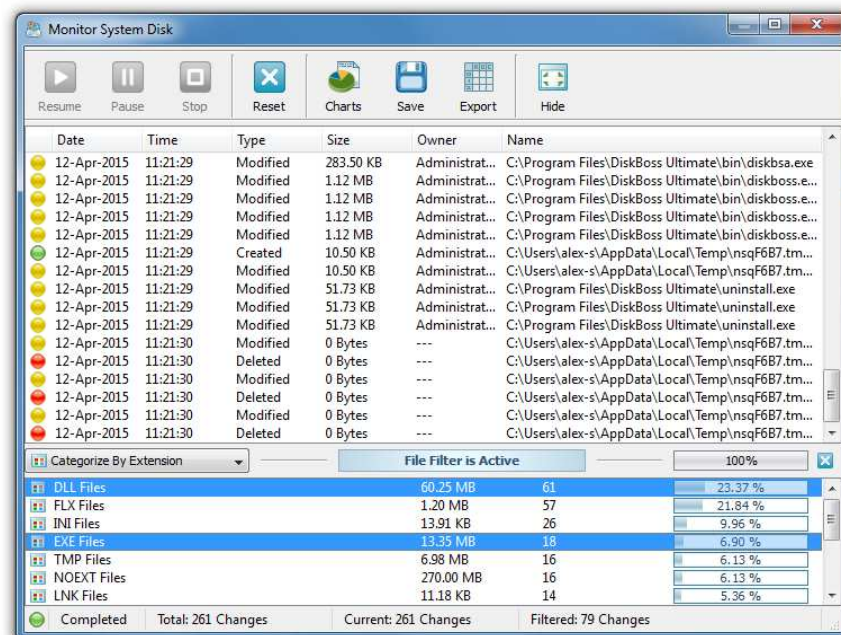 Monitor System Disk
Resume Pause Stop Reset Charts Save Export Hide
Date Time Type Size Owner Name
12-Apr-2015 11:21:29 Modified 283.50 KB Administrat... C:\Program Files\DiskBoss Ultimate\bin\diskbsa.exe
12-Apr-2015 11:21:29 Modified 1.12 MB Administrat... C:\Program Files\DiskBoss Ultimate\bin\diskboss.e...
12-Apr-2015 11:21:29 Modified 1.12 MB Administrat... C:\Program Files\DiskBoss Ultimate\bin\diskboss.e...
12-Apr-2015 11:21:29 Modified 1.12 MB Administrat... C:\Program Files\DiskBoss Ultimate\bin\diskboss.e...
12-Apr-2015 11:21:29 Modified 1.12 MB Administrat... C:\Program Files\DiskBoss Ultimate\bin\diskboss.e...
12-Apr-2015 11:21:29 Created 10.50 KB Administrat... C:\Users\alex-s\AppData\Local\Temp\nsqF6B7.tm...
12-Apr-2015 11:21:29 Modified 10.50 KB Administrat... C:\Users\alex-s\AppData\Local\Temp\nsqF6B7.tm...
12-Apr-2015 11:21:29 Modified 51.73 KB Administrat... C:\Program Files\DiskBoss Ultimate\uninstall.exe
12-Apr-2015 11:21:29 Modified 51.73 KB Administrat... C:\Program Files\DiskBoss Ultimate\uninstall.exe
12-Apr-2015 11:21:29 Modified 51.73 KB Administrat... C:\Program Files\DiskBoss Ultimate\uninstall.exe
12-Apr-2015 11:21:30 Modified 0 Bytes --- C:\Users\alex-s\AppData\Local\Temp\nsqF6B7.tm...
12-Apr-2015 11:21:30 Deleted 0 Bytes --- C:\Users\alex-s\AppData\Local\Temp\nsqF6B7.tm...
12-Apr-2015 11:21:30 Modified 0 Bytes --- C:\Users\alex-s\AppData\Local\Temp\nsqF6B7.tm...
12-Apr-2015 11:21:30 Deleted 0 Bytes --- C:\Users\alex-s\AppData\Local\Temp\nsqF6B7.tm...
12-Apr-2015 11:21:30 Modified 0 Bytes --- C:\Users\alex-s\AppData\Local\Temp\nsqF6B7.tm...
12-Apr-2015 11:21:30 Deleted 0 Bytes --- C:\Users\alex-s\AppData\Local\Temp\nsqF6B7.tm...
Categorize By Extension File Filter is Active 100%
DLL Files 60.25 MB 61 23.37 %
FLX Files 1.20 MB 57 21.84 %
INI Files 13.91 KB 26 9.96 %
EXE Files 13.35 MB 18 6.90 %
TMP Files 6.98 MB 16 6.13 %
NOEXT Files 270.00 MB 16 6.13 %
LNK Files 11.18 KB 14 5.36 %
Completed Total: 261 Changes Current: 261 Changes Filtered: 79 Changes